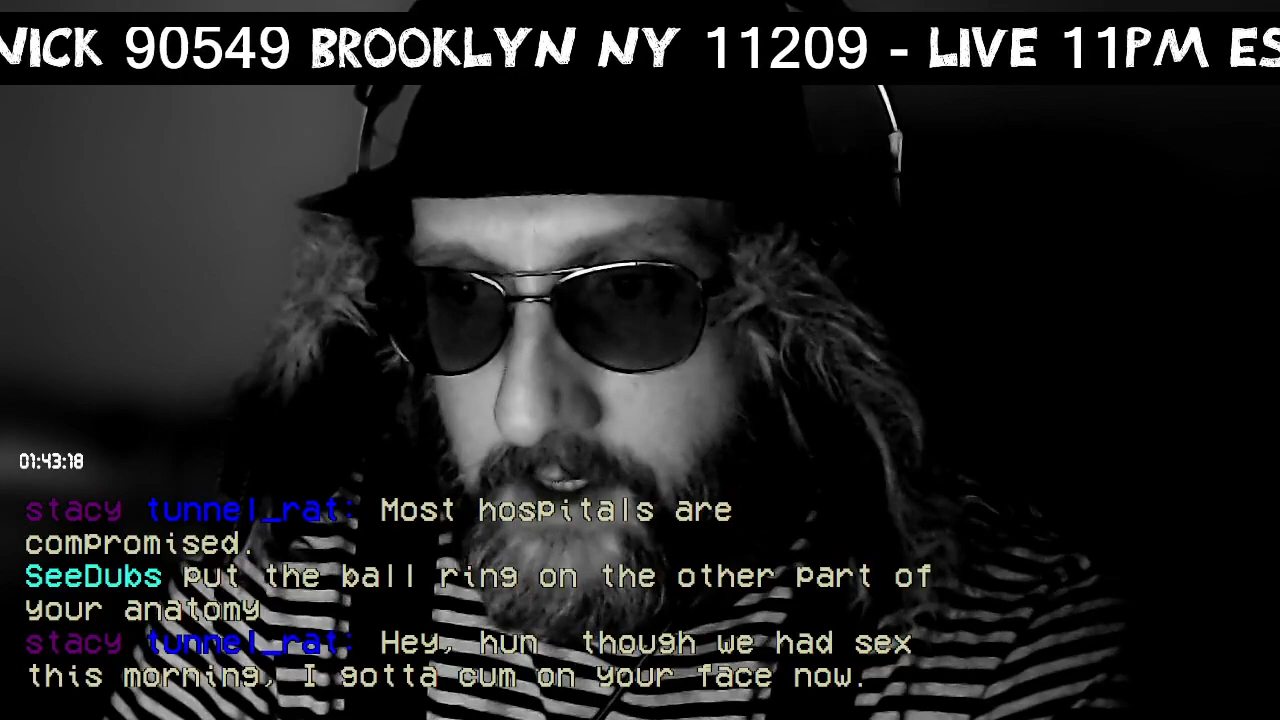 NICK 90549 BROOKLYN NY 11209 - LIVE 11PM ES
01:43:18
stacy tunnel_rat: Most hospitals are
compromised.
SeeDubs put the ball ring on the other part of
your anatomy
stacy tunnel_rat: Hey, hun  though we had sex
this morning, I gotta cum on your face now.